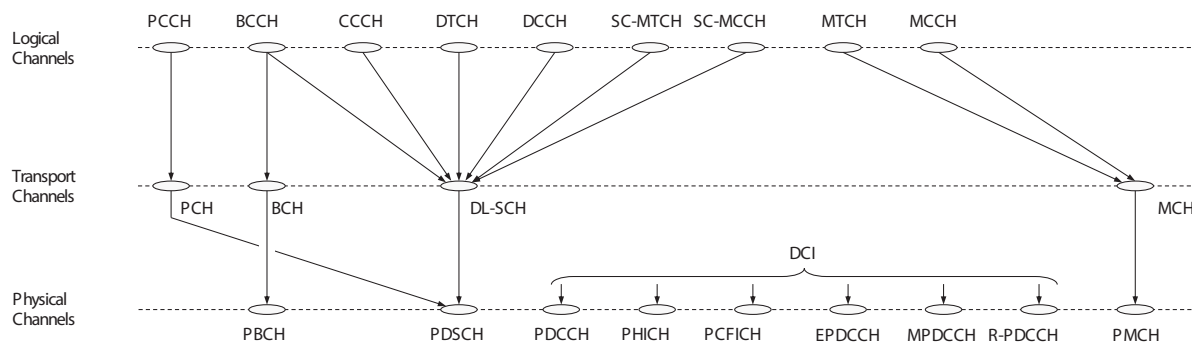 PCCH BCCH CCCH DTCH DCCH SC-MTCH SC-MCCH MTCH MCCH
Logical
Channels
Transport
Channels
PCH BCH DL-SCH MCH
DCI
Physical
Channels
PBCH PDSCH PDCCH PHICH PCFICH EPDCCH MPDCCH R-PDCCH PMCH